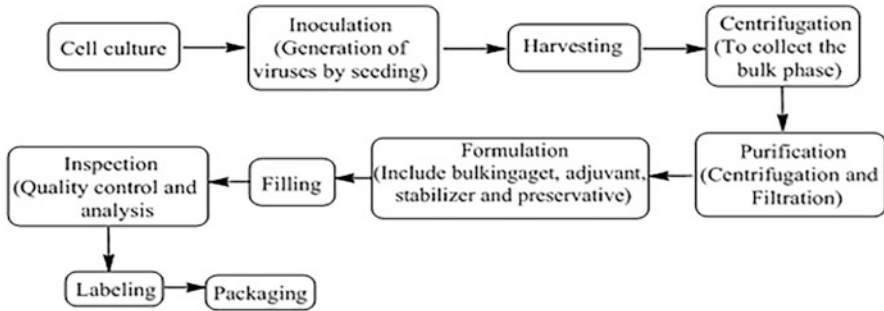 Cell culture
Inoculation
(Generation of
viruses by seeding)
Harvesting
Centrifugation
(To collect the
bulk phase)
Purification
(Centrifugation and
Filtration)
Formulation
(Include bulkingaget, adjuvant,
stabilizer and preservative)
Filling
Inspection
(Quality control and
analysis
Labeling
Packaging